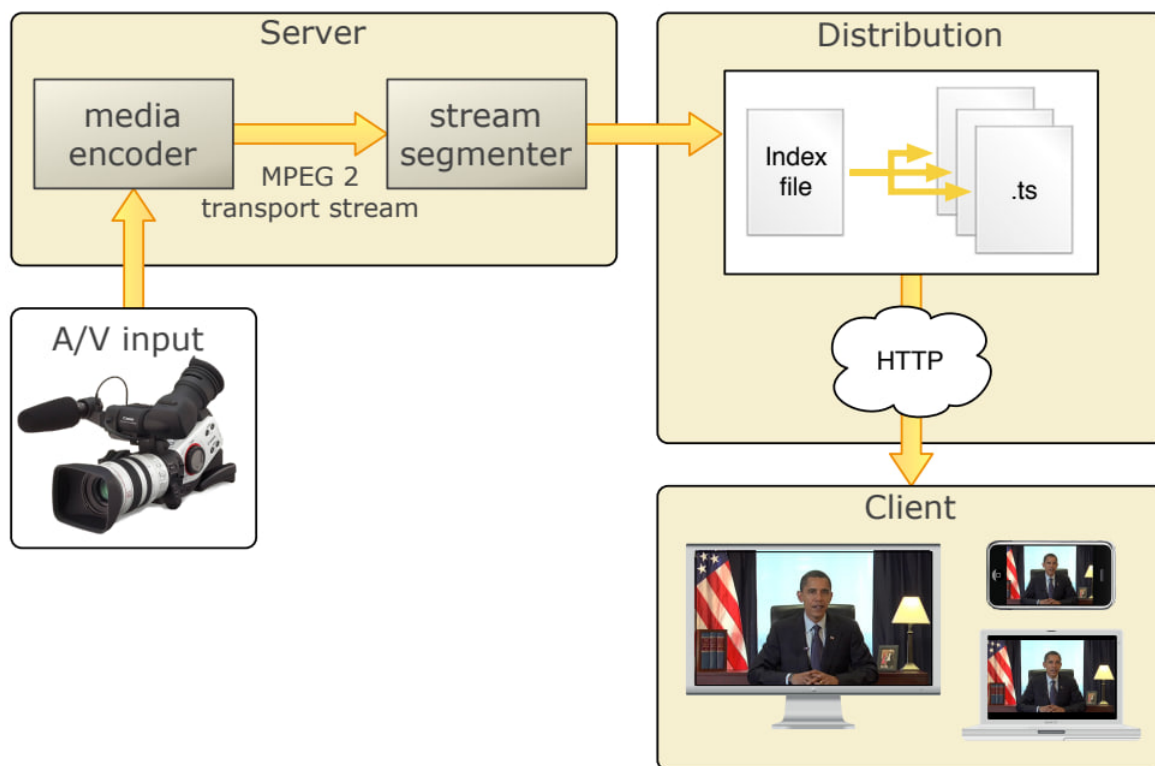 Server
media
encoder
MPEG 2
transport stream
stream
segmenter
Distribution
Index
file
.ts
HTTP
A/V input
Client